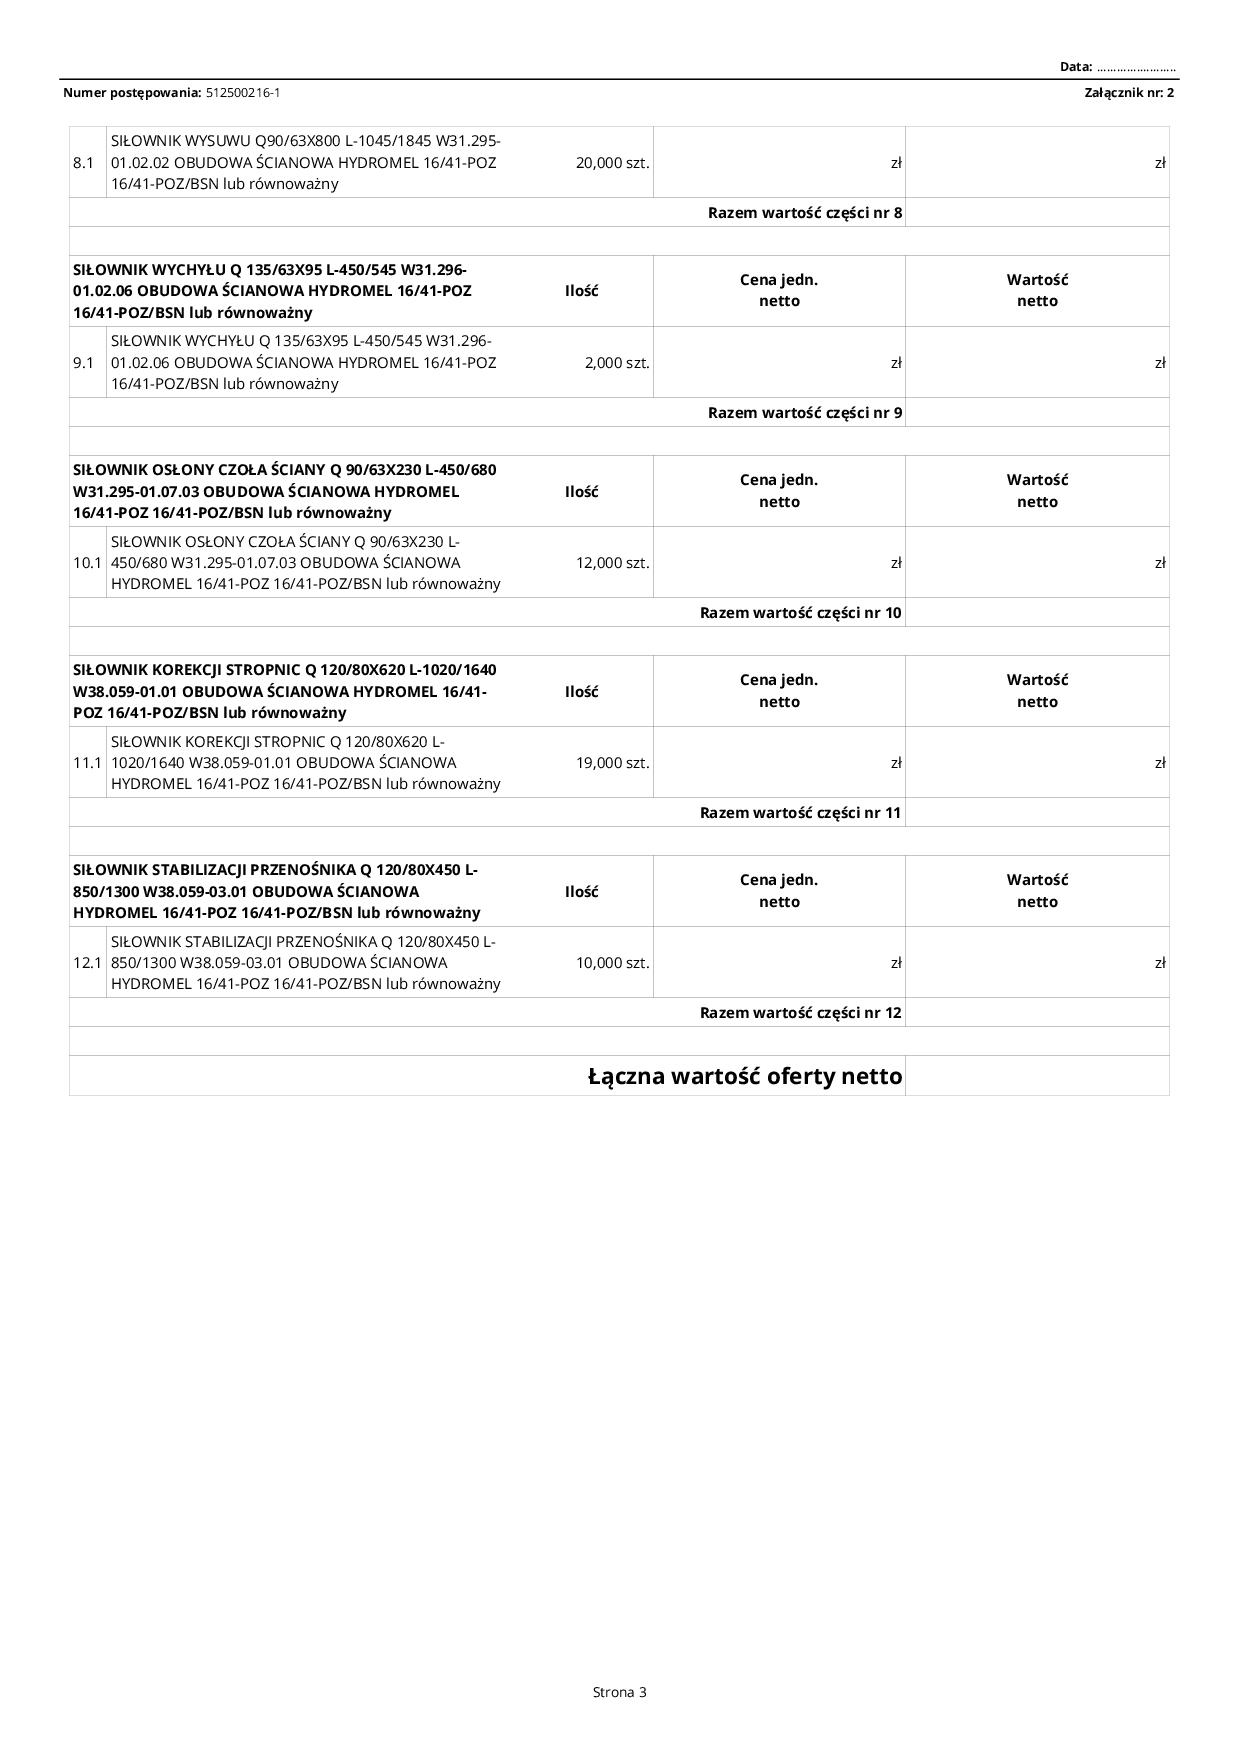 Data: ........................
Numer postępowania: 512500216-1 Załącznik nr: 2
SIŁOWNIK WYSUWU Q90/63X800 L-1045/1845 W31.295-
8.1 01.02.02 OBUDOWA ŚCIANOWA HYDROMEL 16/41-POZ 20,000 szt. zł zł
16/41-POZ/BSN lub równoważny
Razem wartość części nr 8
SIŁOWNIK WYCHYŁU Q 135/63X95 L-450/545 W31.296-
01.02.06 OBUDOWA ŚCIANOWA HYDROMEL 16/41-POZ
16/41-POZ/BSN lub równoważny
Ilość
Cena jedn.
netto
Wartość
netto
SIŁOWNIK WYCHYŁU Q 135/63X95 L-450/545 W31.296-
9.1 01.02.06 OBUDOWA ŚCIANOWA HYDROMEL 16/41-POZ 2,000 szt. zł zł
16/41-POZ/BSN lub równoważny
Razem wartość części nr 9
SIŁOWNIK OSŁONY CZOŁA ŚCIANY Q 90/63X230 L-450/680
W31.295-01.07.03 OBUDOWA ŚCIANOWA HYDROMEL
16/41-POZ 16/41-POZ/BSN lub równoważny
Ilość
Cena jedn.
netto
Wartość
netto
SIŁOWNIK OSŁONY CZOŁA ŚCIANY Q 90/63X230 L-
10.1 450/680 W31.295-01.07.03 OBUDOWA ŚCIANOWA 12,000 szt. zł zł
HYDROMEL 16/41-POZ 16/41-POZ/BSN lub równoważny
Razem wartość części nr 10
SIŁOWNIK KOREKCJI STROPNIC Q 120/80X620 L-1020/1640
W38.059-01.01 OBUDOWA ŚCIANOWA HYDROMEL 16/41-
POZ 16/41-POZ/BSN lub równoważny
Ilość
Cena jedn.
netto
Wartość
netto
SIŁOWNIK KOREKCJI STROPNIC Q 120/80X620 L-
11.1 1020/1640 W38.059-01.01 OBUDOWA ŚCIANOWA 19,000 szt. zł zł
HYDROMEL 16/41-POZ 16/41-POZ/BSN lub równoważny
Razem wartość części nr 11
SIŁOWNIK STABILIZACJI PRZENOŚNIKA Q 120/80X450 L-
850/1300 W38.059-03.01 OBUDOWA ŚCIANOWA
HYDROMEL 16/41-POZ 16/41-POZ/BSN lub równoważny
Ilość
Cena jedn.
netto
Wartość
netto
SIŁOWNIK STABILIZACJI PRZENOŚNIKA Q 120/80X450 L-
12.1 850/1300 W38.059-03.01 OBUDOWA ŚCIANOWA 10,000 szt. zł zł
HYDROMEL 16/41-POZ 16/41-POZ/BSN lub równoważny
Razem wartość części nr 12
Łączna wartość oferty netto
Strona 3